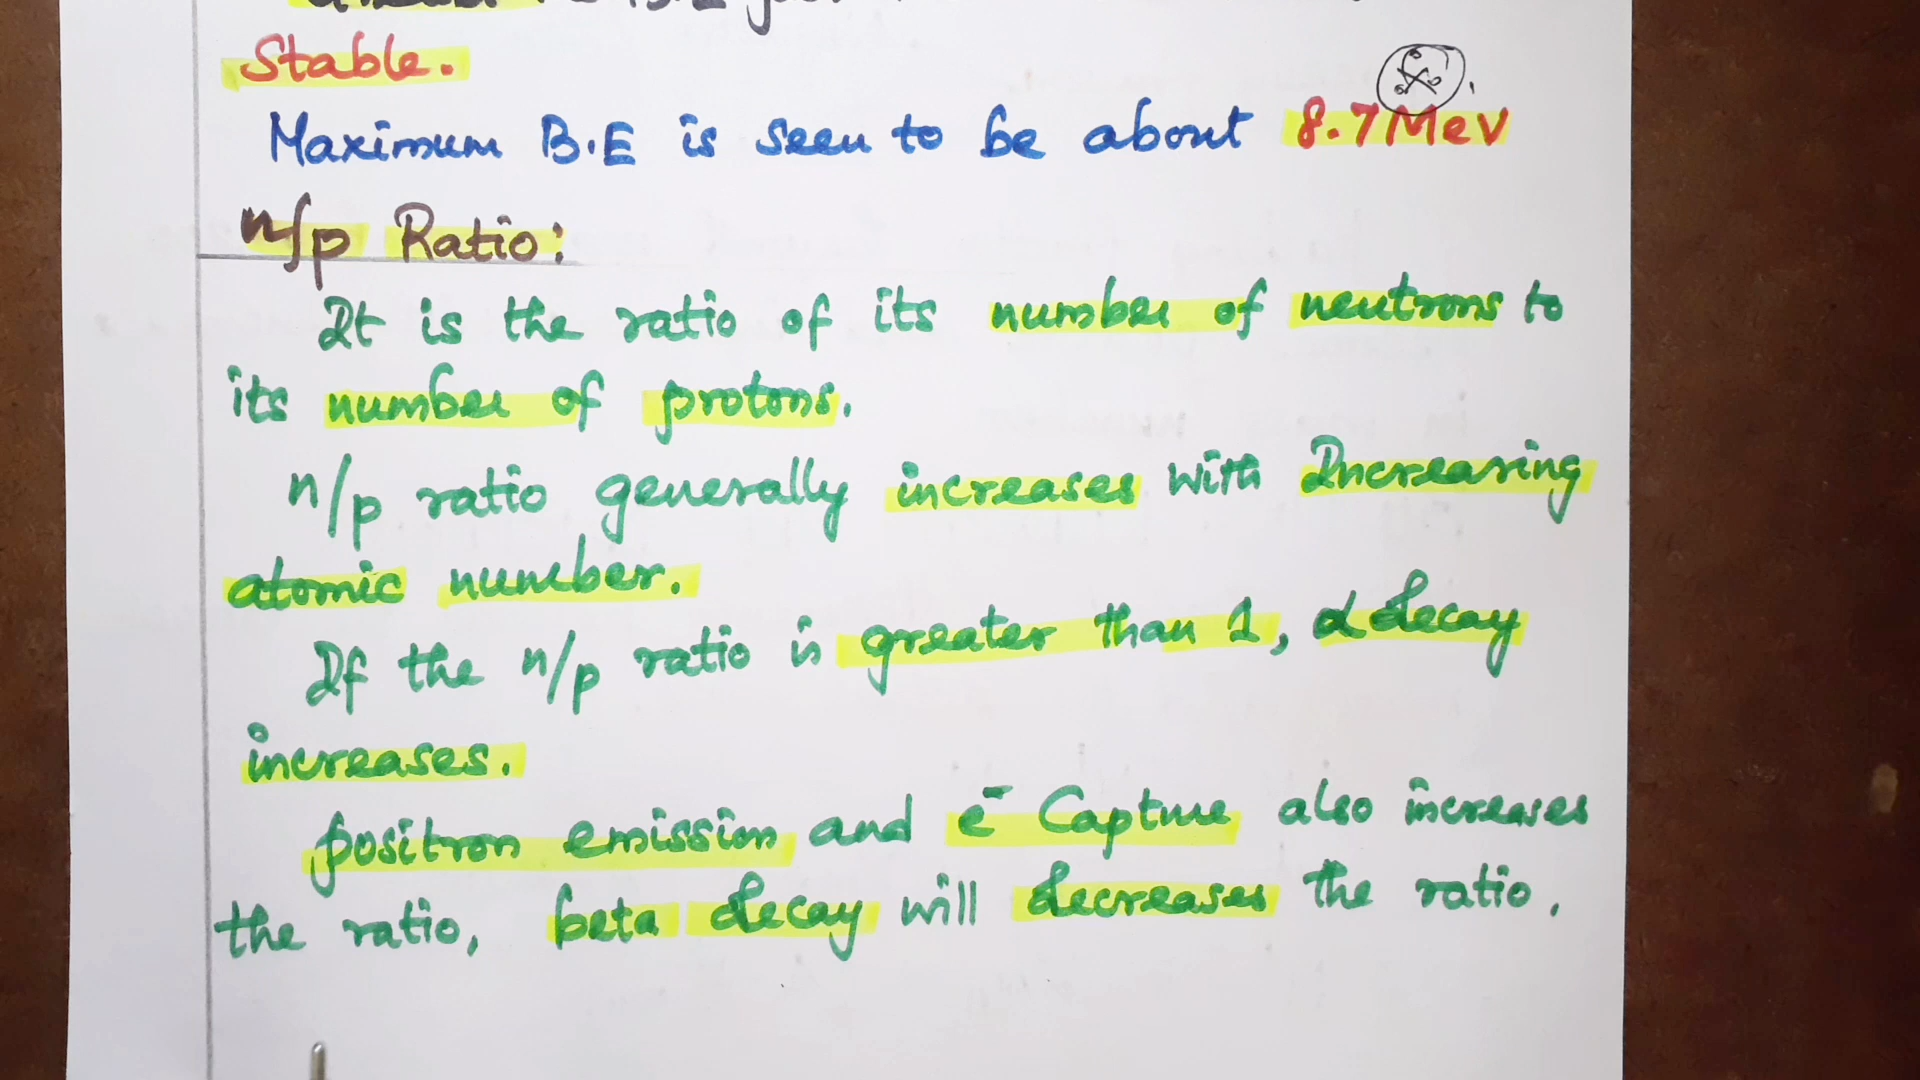 Stable.
Maximum B.E is seen to be about 8.7 MeV
n/p Ratio:
It is the ratio of its number of neutrons to
its number of protons.
n/p ratio generally increases with Increasing
atomic number.
If the n/p ratio is greater than 1, α decay
increases.
positron emission and e⁻ Capture also increases
the ratio, beta decay will decreases the ratio.